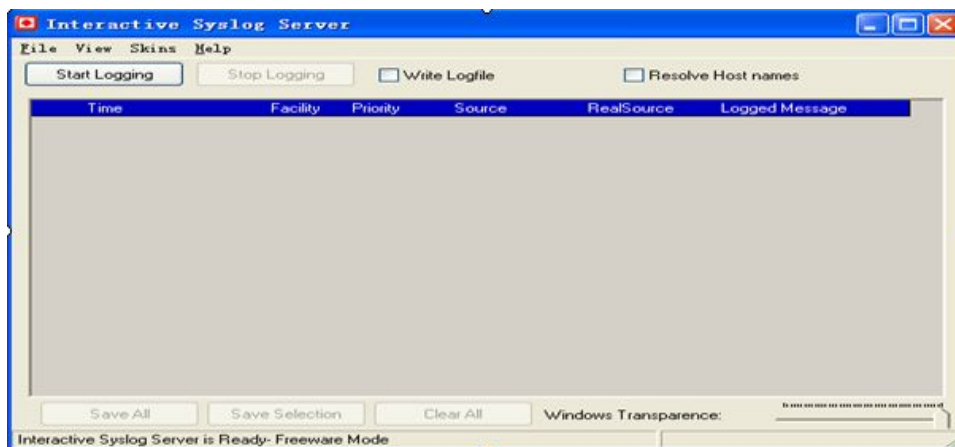 Interactive Syslog Server
File View Skins Help
Start Logging Stop Logging Write Logfile Resolve Host names
Time Facility Priority Source RealSource Logged Message
Save All Save Selection Clear All Windows Transparence:
Interactive Syslog Server is Ready- Freeware Mode